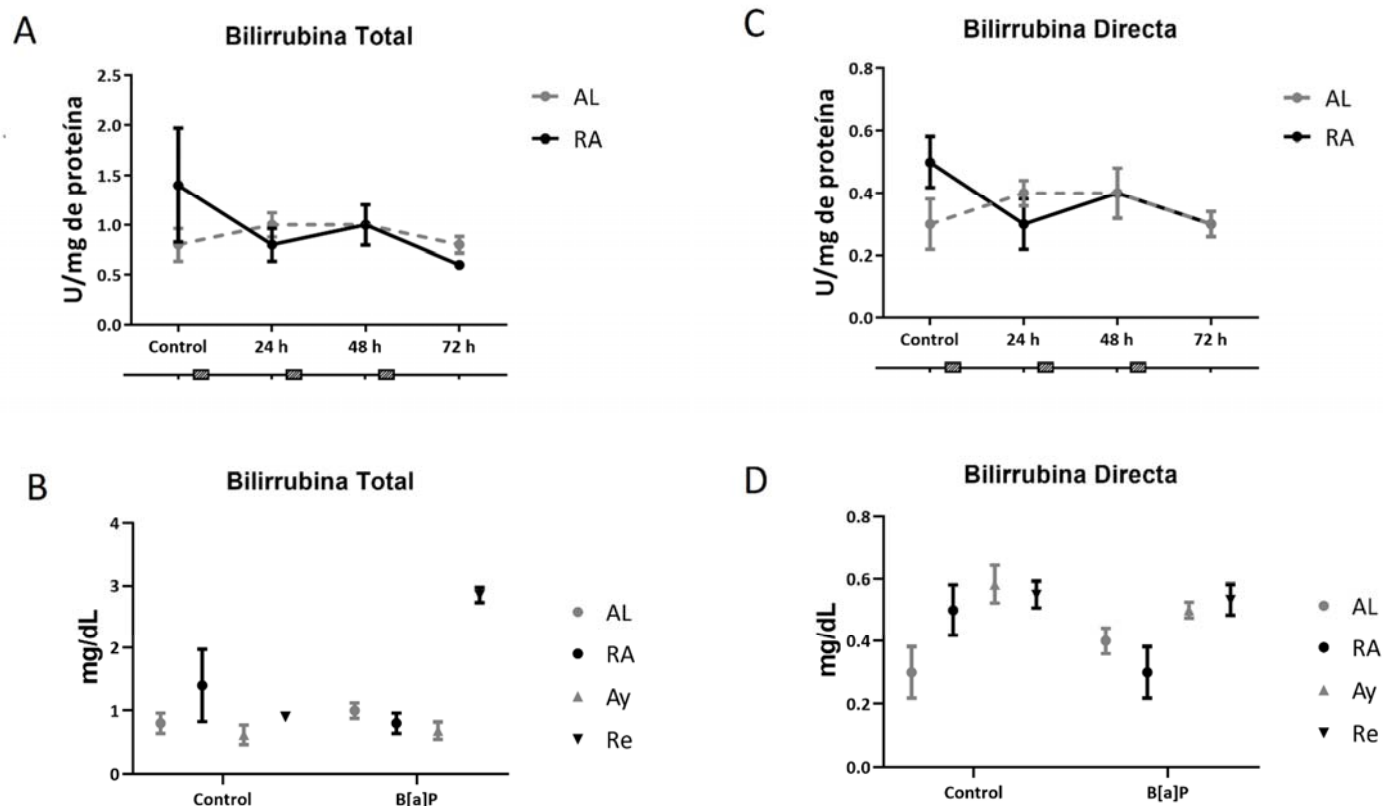 A
Bilirrubina Total
U/mg de proteína
2.5
2.0
1.5
1.0
0.5
0.0
Control 24 h 48 h 72 h
AL
RA
C
Bilirrubina Directa
U/mg de proteína
0.8
0.6
0.4
0.2
0.0
Control 24 h 48 h 72 h
AL
RA
B
Bilirrubina Total
mg/dL
4
3
2
1
0
Control B[a]P
AL
RA
Ay
Re
D
Bilirrubina Directa
mg/dL
0.8
0.6
0.4
0.2
0.0
Control B[a]P
AL
RA
Ay
Re